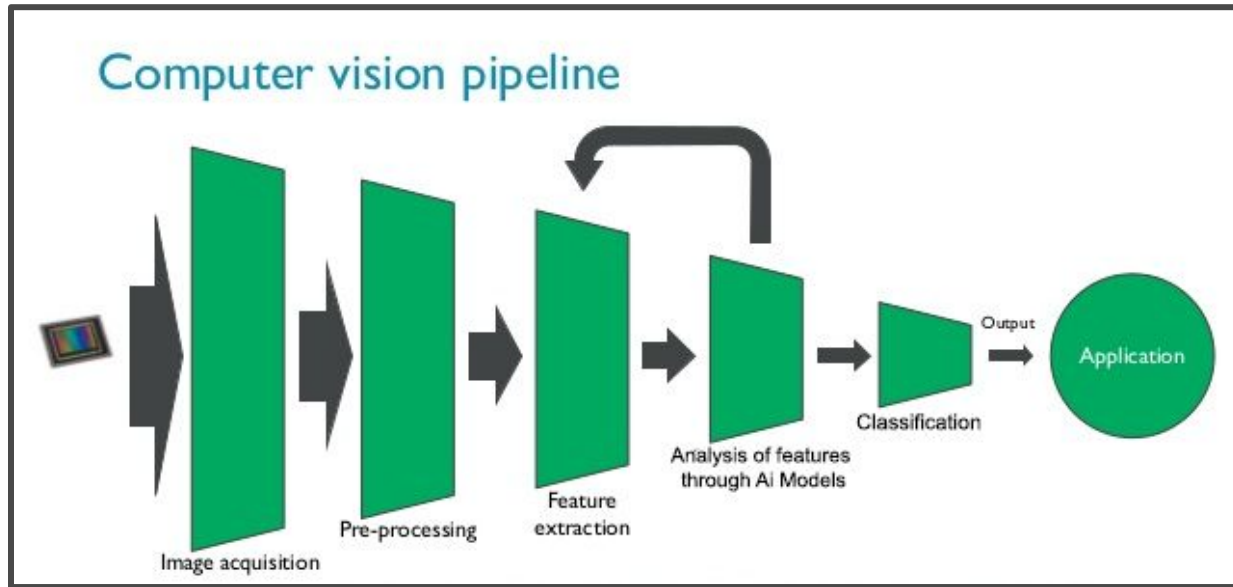 Computer vision pipeline
Image acquisition
Pre-processing
Feature
extraction
Analysis of features
through Ai Models
Classification
Output
Application